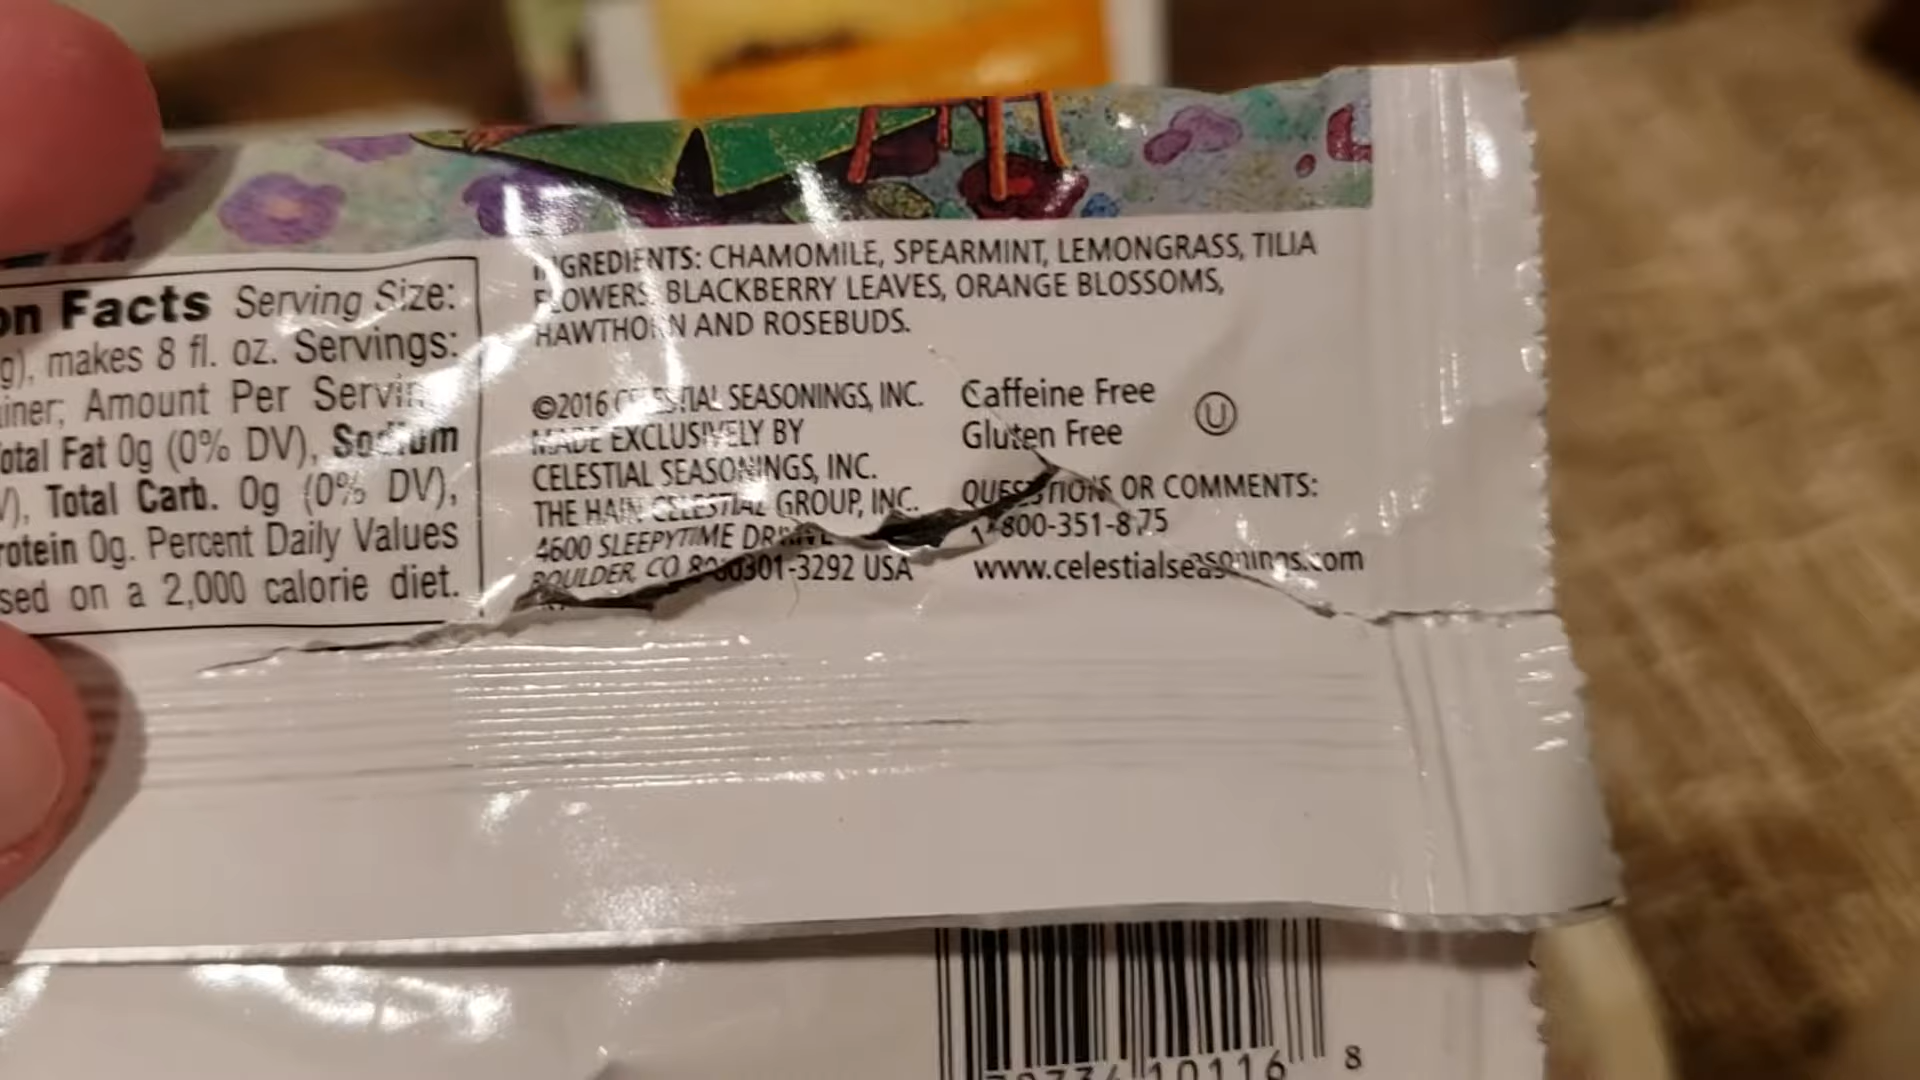 on Facts Serving Size:
g), makes 8 fl. oz. Servings:
iner; Amount Per
otal Fat 0g (0% DV), Sodium
V), Total Carb. 0g (0% DV),
rotein 0g. Percent Daily Values
sed on a 2,000 calorie diet.
INGREDIENTS: CHAMOMILE, SPEARMINT, LEMONGRASS, TILIA
FLOWERS, BLACKBERRY LEAVES, ORANGE BLOSSOMS,
HAWTHORN AND ROSEBUDS.
©2016 CELESTIAL SEASONINGS, INC.
MADE EXCLUSIVELY BY
CELESTIAL SEASONINGS, INC.
THE HAIN CELESTIAL GROUP, INC.
4600 SLEEPYTIME DRIVE
BOULDER, CO 80301-3292 USA
Caffeine Free
Gluten Free
U
QUESTIONS OR COMMENTS:
1-800-351-8175
www.celestialseasonings.com
10116 8